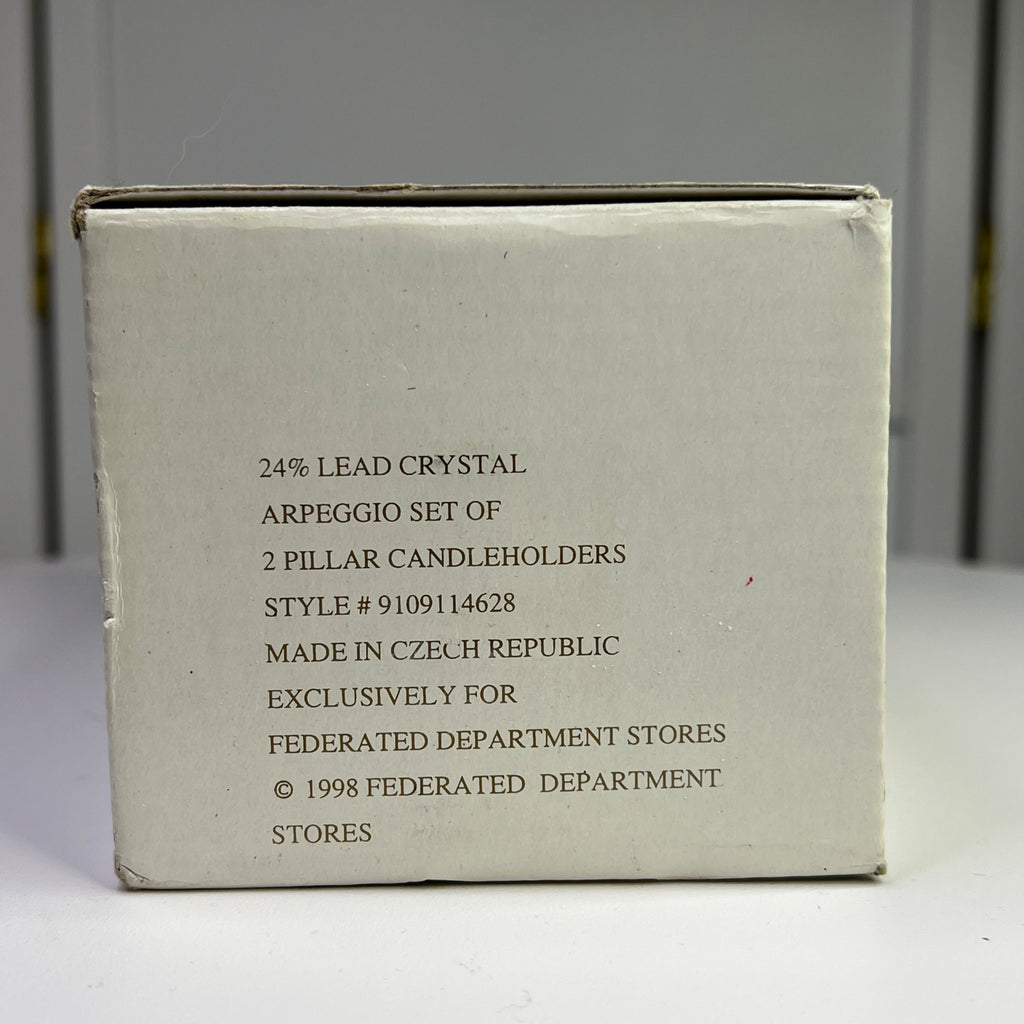 24% LEAD CRYSTAL
ARPEGGIO SET OF
2 PILLAR CANDLEHOLDERS
STYLE # 9109114628
MADE IN CZECH REPUBLIC
EXCLUSIVELY FOR
FEDERATED DEPARTMENT STORES
© 1998 FEDERATED DEPARTMENT
STORES